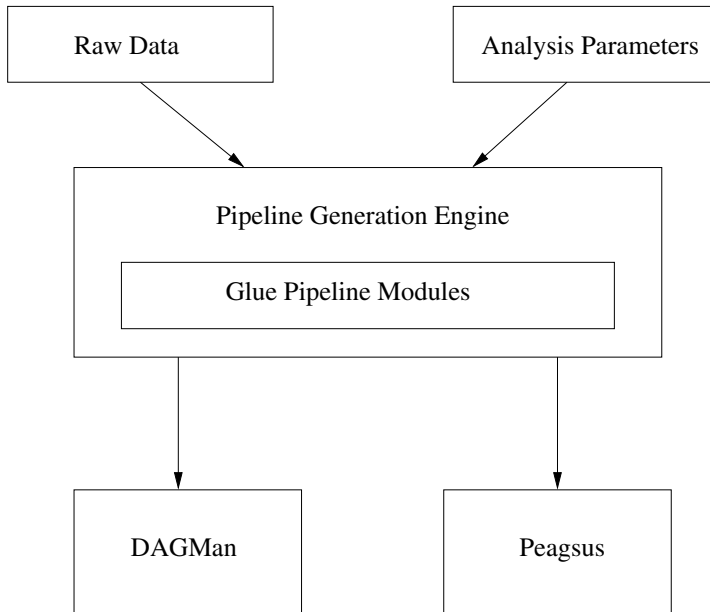 Raw Data
Analysis Parameters
Pipeline Generation Engine
Glue Pipeline Modules
DAGMan
Peagsus